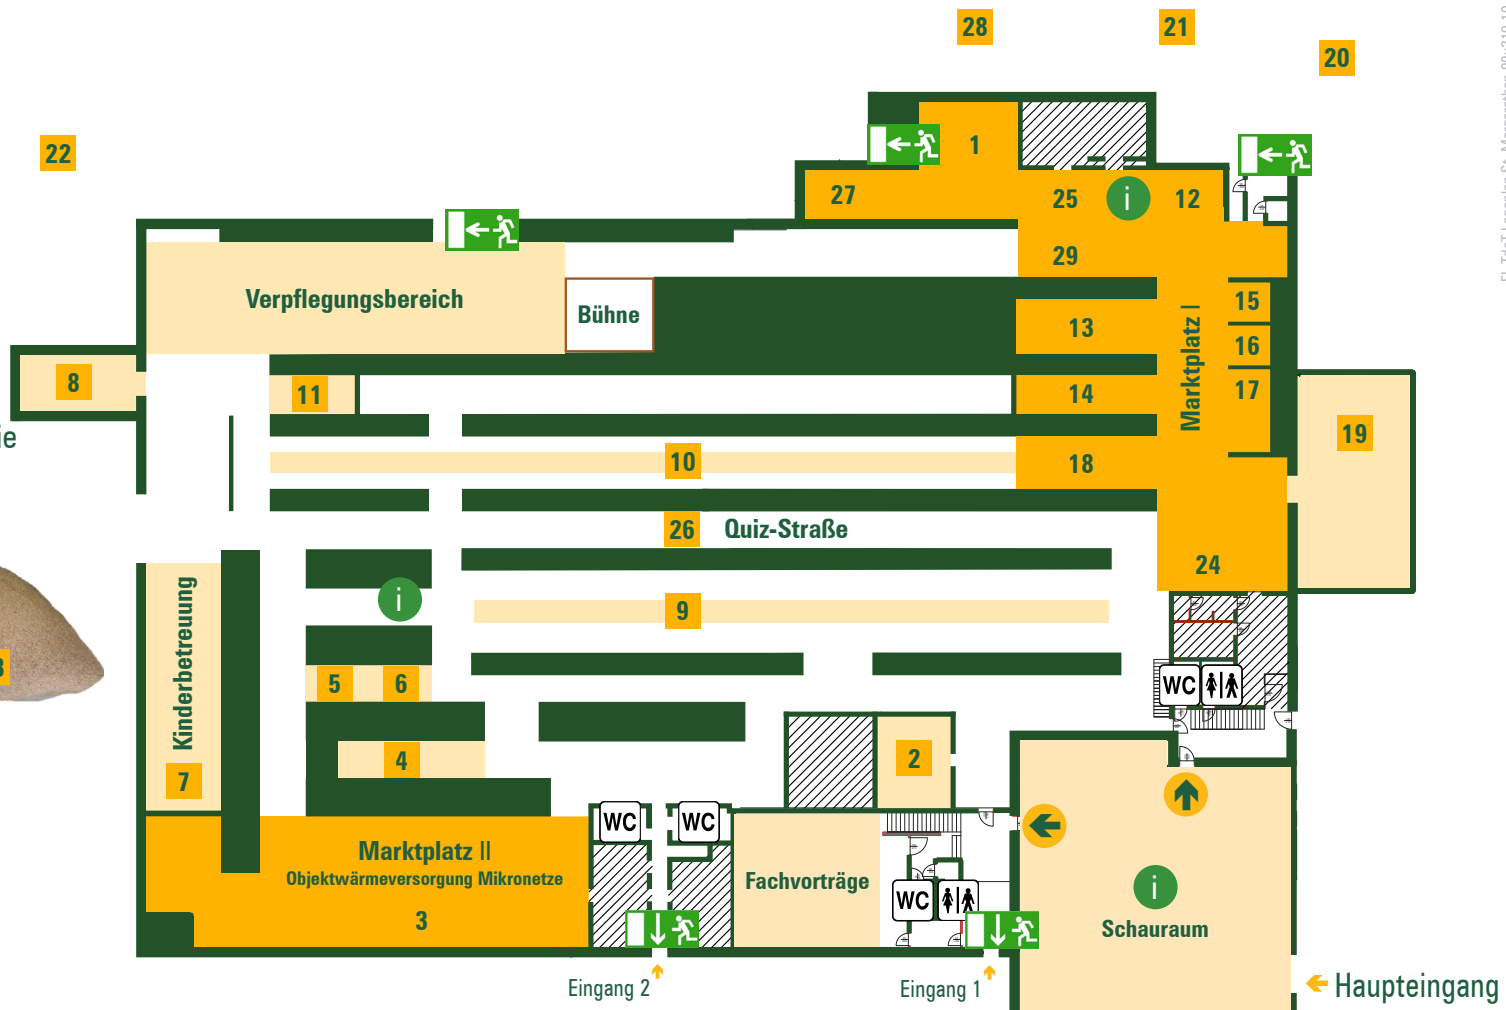 28
21
20
22
1
27
25
i
12
29
Verpflegungsbereich
Bühne
15
13
16
Marktplatz I
8
11
14
17
ie
10
18
19
26 Quiz-Straße
24
i
9
Kinderbetreuung
5
6
WC
4
2
7
WC
WC
Marktplatz II
Objektwärmeversorgung Mikronetze
3
Fachvorträge
WC
i
Schauraum
Eingang 2
Eingang 1
Haupteingang